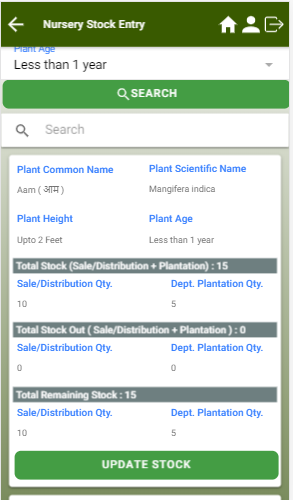 Nursery Stock Entry
Plant Age
Less than 1 year
SEARCH
Search
Plant Common Name Plant Scientific Name
Aam ( आम ) Mangifera indica
Plant Height Plant Age
Upto 2 Feet Less than 1 year
Total Stock (Sale/Distribution + Plantation) : 15
Sale/Distribution Qty. Dept. Plantation Qty.
10 5
Total Stock Out ( Sale/Distribution + Plantation ) : 0
Sale/Distribution Qty. Dept. Plantation Qty.
0 0
Total Remaining Stock : 15
Sale/Distribution Qty. Dept. Plantation Qty.
10 5
UPDATE STOCK